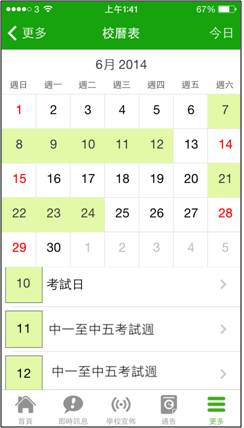 3 上午1:41 67%
更多 校曆表 今日
6月 2014
週日 週一 週二 週三 週四 週五 週六
1 2 3 4 5 6 7
8 9 10 11 12 13 14
15 16 17 18 19 20 21
22 23 24 25 26 27 28
29 30 1 2 3 4 5
10 考試日
11 中一至中五考試週
12 中一至中五考試週
首頁 即時訊息 學校宣佈 通告 更多